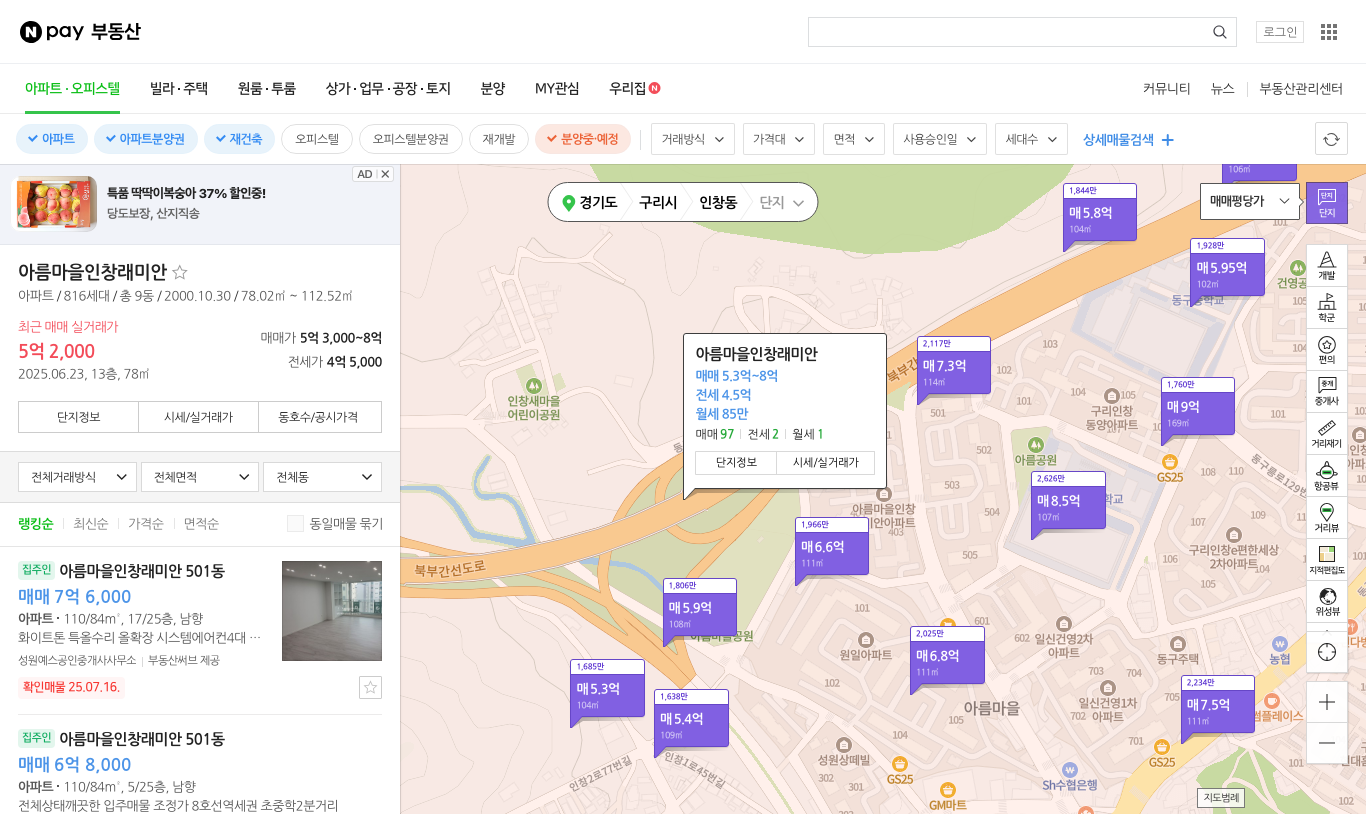 N pay 부동산
로그인
아파트·오피스텔
빌라·주택
원룸·투룸
상가·업무·공장·토지
분양
MY관심
우리집 N
커뮤니티
뉴스
부동산관리센터
아파트
아파트분양권
재건축
오피스텔
오피스텔분양권
재개발
분양중·예정
거래방식
가격대
면적
사용승인일
세대수
상세매물검색
AD
특품 딱딱이복숭아 37% 할인중!
당도보장, 산지직송
아름마을인창래미안
아파트 / 816세대 / 총 9동 / 2000.10.30 / 78.02㎡ ~ 112.52㎡
최근 매매 실거래가
5억 2,000
2025.06.23, 13층, 78㎡
매매가 5억 3,000~8억
전세가 4억 5,000
단지정보
시세/실거래가
동호수/공시가격
전체거래방식
전체면적
전체동
랭킹순
최신순
가격순
면적순
동일매물 묶기
집주인 아름마을인창래미안 501동
매매 7억 6,000
아파트 · 110/84㎡, 17/25층, 남향
화이트톤 특올수리 올확장 시스템에어컨4대 …
성원예스공인중개사사무소
부동산써브 제공
확인매물 25.07.16.
집주인 아름마을인창래미안 501동
매매 6억 8,000
아파트 · 110/84㎡, 5/25층, 남향
전체상태깨끗한 입주매물 조정가 8호선역세권 초중학2분거리
경기도
구리시
인창동
단지
106㎡
1,844만
매 5.8억
104㎡
매매평당가
단지
단지
101
1,928만
매 5.95억
102㎡
동구중학교
건영공
105
개발
학군
편의
중개
중개사
거리재기
항공뷰
거리뷰
지적편집도
위성뷰
아름마을인창래미안
매매 5.3억~8억
전세 4.5억
월세 85만
매매 97
전세 2
월세 1
단지정보
시세/실거래가
인창새마을
어린이공원
북부간
2,117만
매 7.3억
114㎡
103
102
101
501
502
구리인창
동양아파트
1,760만
매 9억
169㎡
101
아름공원
GS25
동구릉로129번
2,626만
매 8.5억
107㎡
학교
아름마을인창
래미안아파트
403
504
505
1,966만
매 6.6억
111㎡
107
108
109
106
105
구리인창e편한세상
2차아파트
북부간선도로
1,806만
매 5.9억
108㎡
아름마을공원
101
원일아파트
102
105
601
602
2,025만
매 6.8억
111㎡
일신건영2차
아파트
703
704
동구주택
농협
1,685만
매 5.3억
104㎡
1,638만
매 5.4억
109㎡
아름마을
일신건영1차
아파트
702
701
2,234만
매 7.5억
111㎡
썸플레이스
성원상떼빌
302
301
GS25
GM마트
Sh수협은행
GS25
인창2로77번길
인창1로45번길
101
102
지도범례